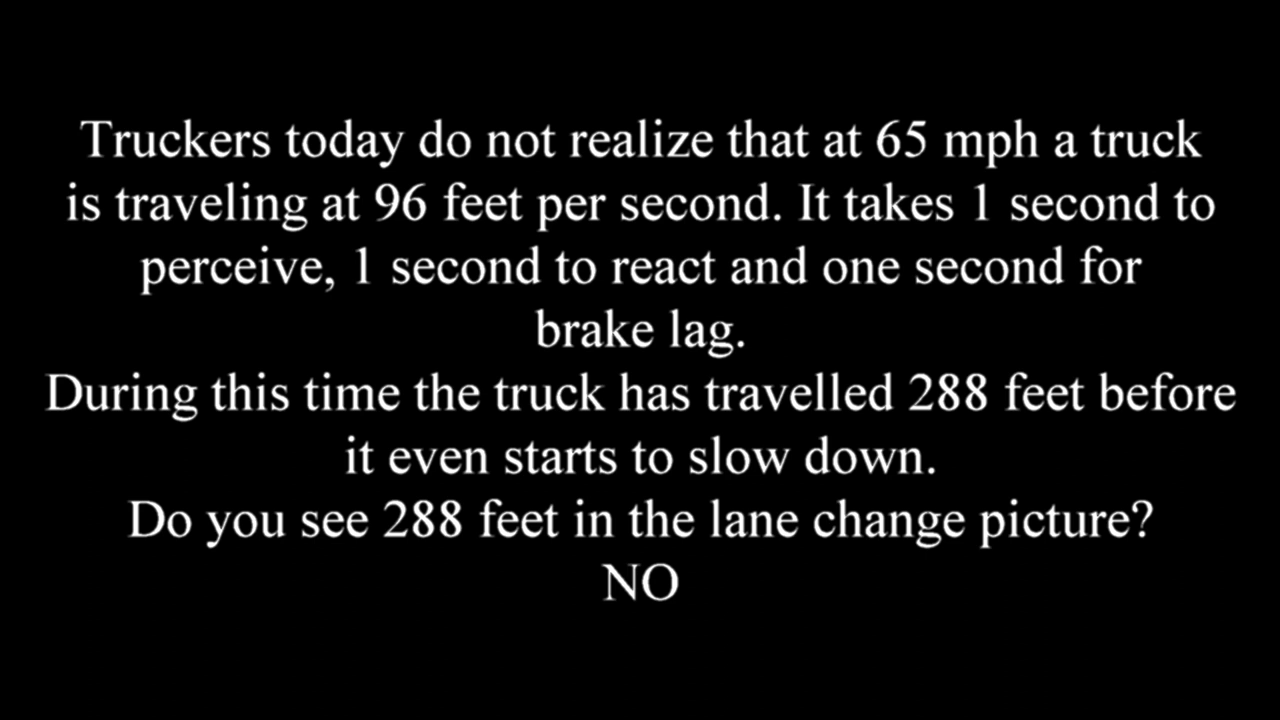 Truckers today do not realize that at 65 mph a truck
is traveling at 96 feet per second. It takes 1 second to
perceive, 1 second to react and one second for
brake lag.
During this time the truck has travelled 288 feet before
it even starts to slow down.
Do you see 288 feet in the lane change picture?
NO